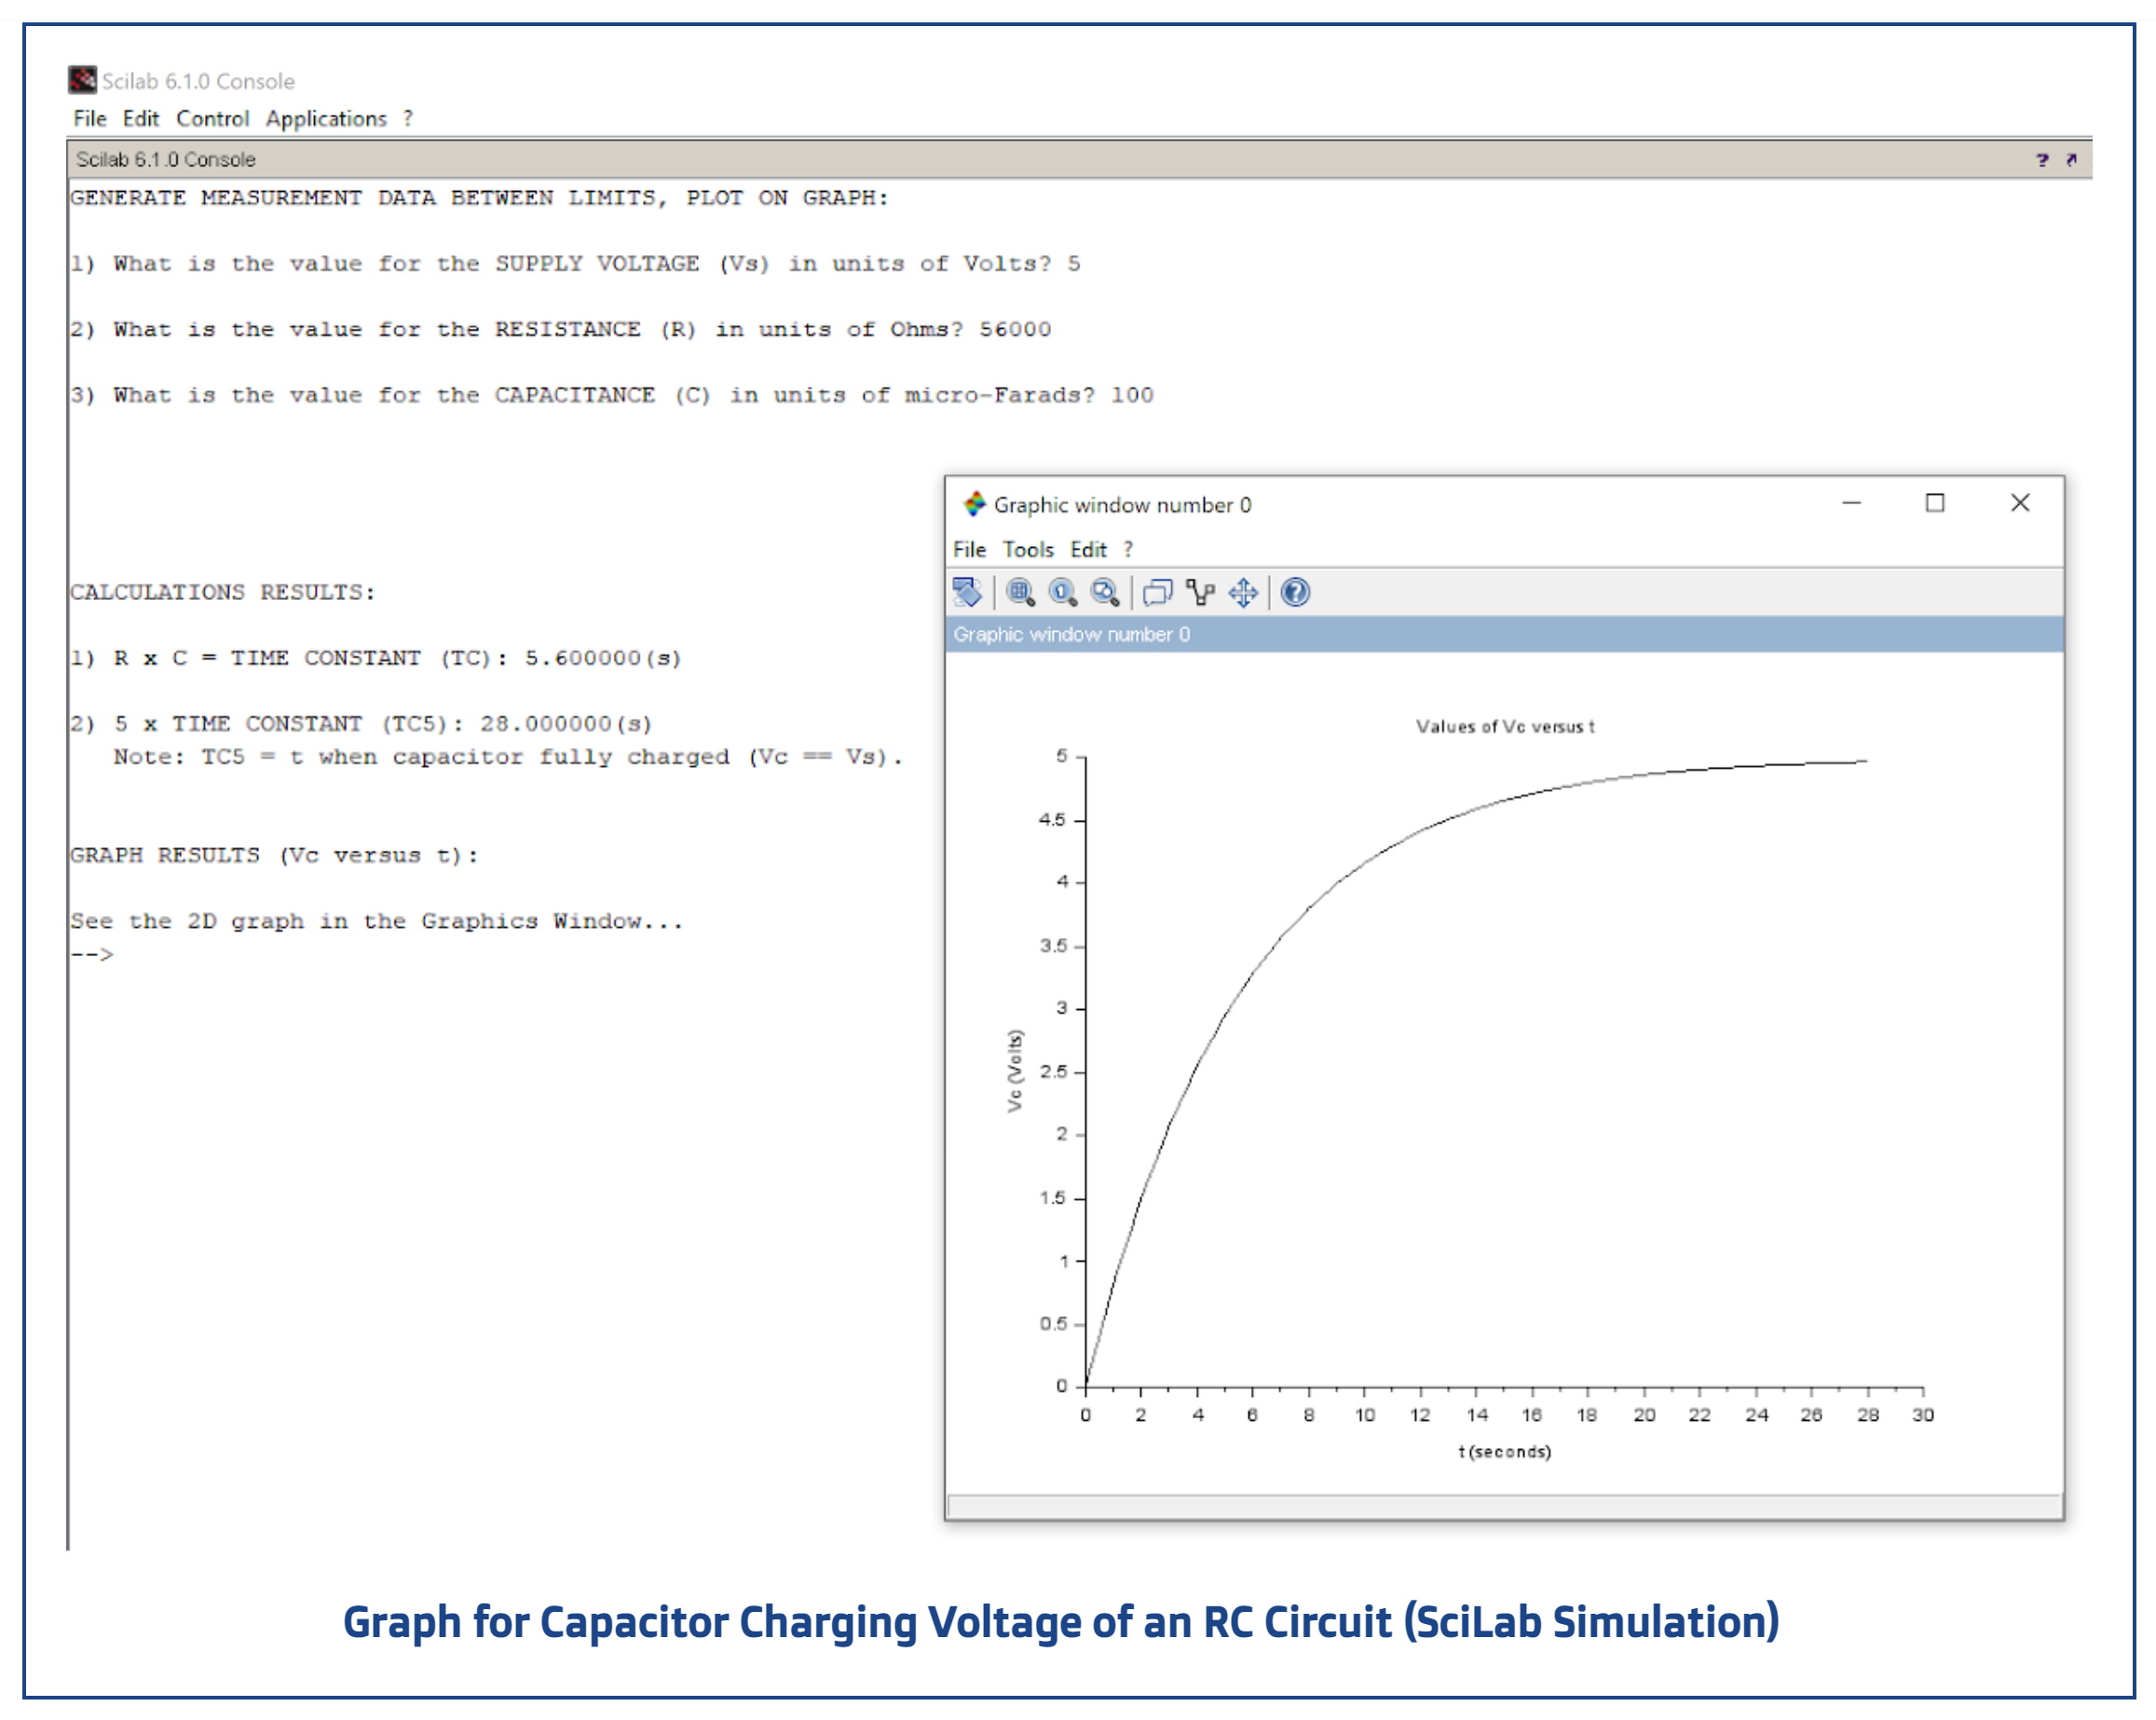 Scilab 6.1.0 Console
File Edit Control Applications ?
Scilab 6.1.0 Console ? 
GENERATE MEASUREMENT DATA BETWEEN LIMITS, PLOT ON GRAPH:
1) What is the value for the SUPPLY VOLTAGE (Vs) in units of Volts? 5
2) What is the value for the RESISTANCE (R) in units of Ohms? 56000
3) What is the value for the CAPACITANCE (C) in units of micro-Farads? 100
CALCULATIONS RESULTS:
1) R x C = TIME CONSTANT (TC): 5.600000(s)
2) 5 x TIME CONSTANT (TC5): 28.000000(s)
Note: TC5 = t when capacitor fully charged (Vc == Vs).
GRAPH RESULTS (Vc versus t):
See the 2D graph in the Graphics Window...
-->
Graphic window number 0
File Tools Edit ?
Graphic window number 0
Values of Vc versus t
5
4.5
4
3.5
3
2.5
2
1.5
1
0.5
0
Vc (Volts)
0 2 4 6 8 10 12 14 16 18 20 22 24 26 28 30
t (seconds)
Graph for Capacitor Charging Voltage of an RC Circuit (SciLab Simulation)